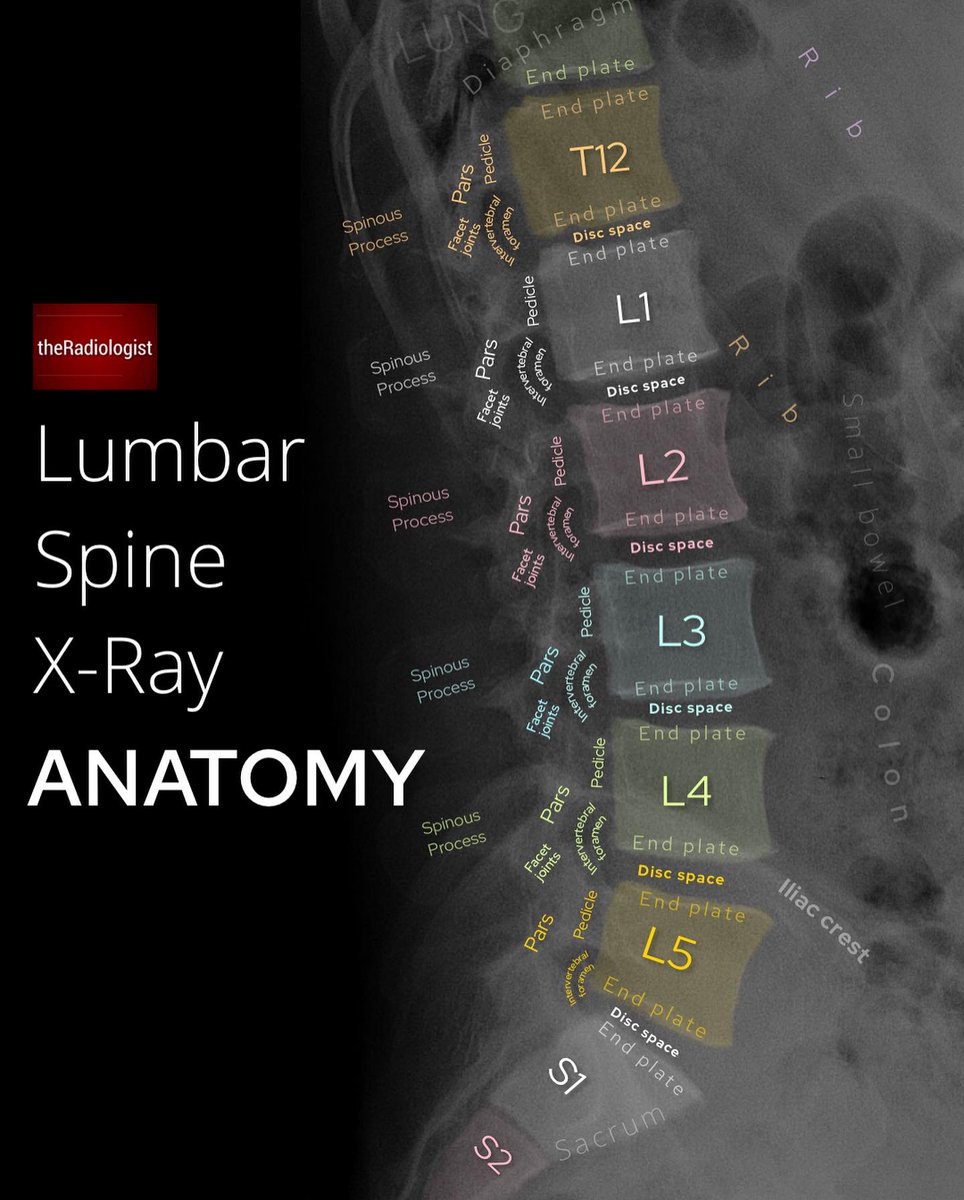 LUNG
Diaphragm
End plate
Rib
End plate
T12
End plate
Pedicle
Pars
Facet
joints
Intervertebral
foramen
Spinous
Process
Disc space
End plate
L1
End plate
Pedicle
Pars
Facet
joints
Intervertebral
foramen
Spinous
Process
Rib
Disc space
End plate
L2
End plate
Pedicle
Pars
Facet
joints
Intervertebral
foramen
Spinous
Process
Small bowel
Disc space
End plate
L3
End plate
Pedicle
Pars
Facet
joints
Intervertebral
foramen
Spinous
Process
Colon
Disc space
End plate
L4
End plate
Pedicle
Pars
Facet
joints
Intervertebral
foramen
Spinous
Process
Disc space
Iliac crest
End plate
L5
End plate
Pedicle
Pars
Intervertebral
foramen
Disc space
End plate
S1
Sacrum
S2
theRadiologist
Lumbar
Spine
X-Ray
ANATOMY